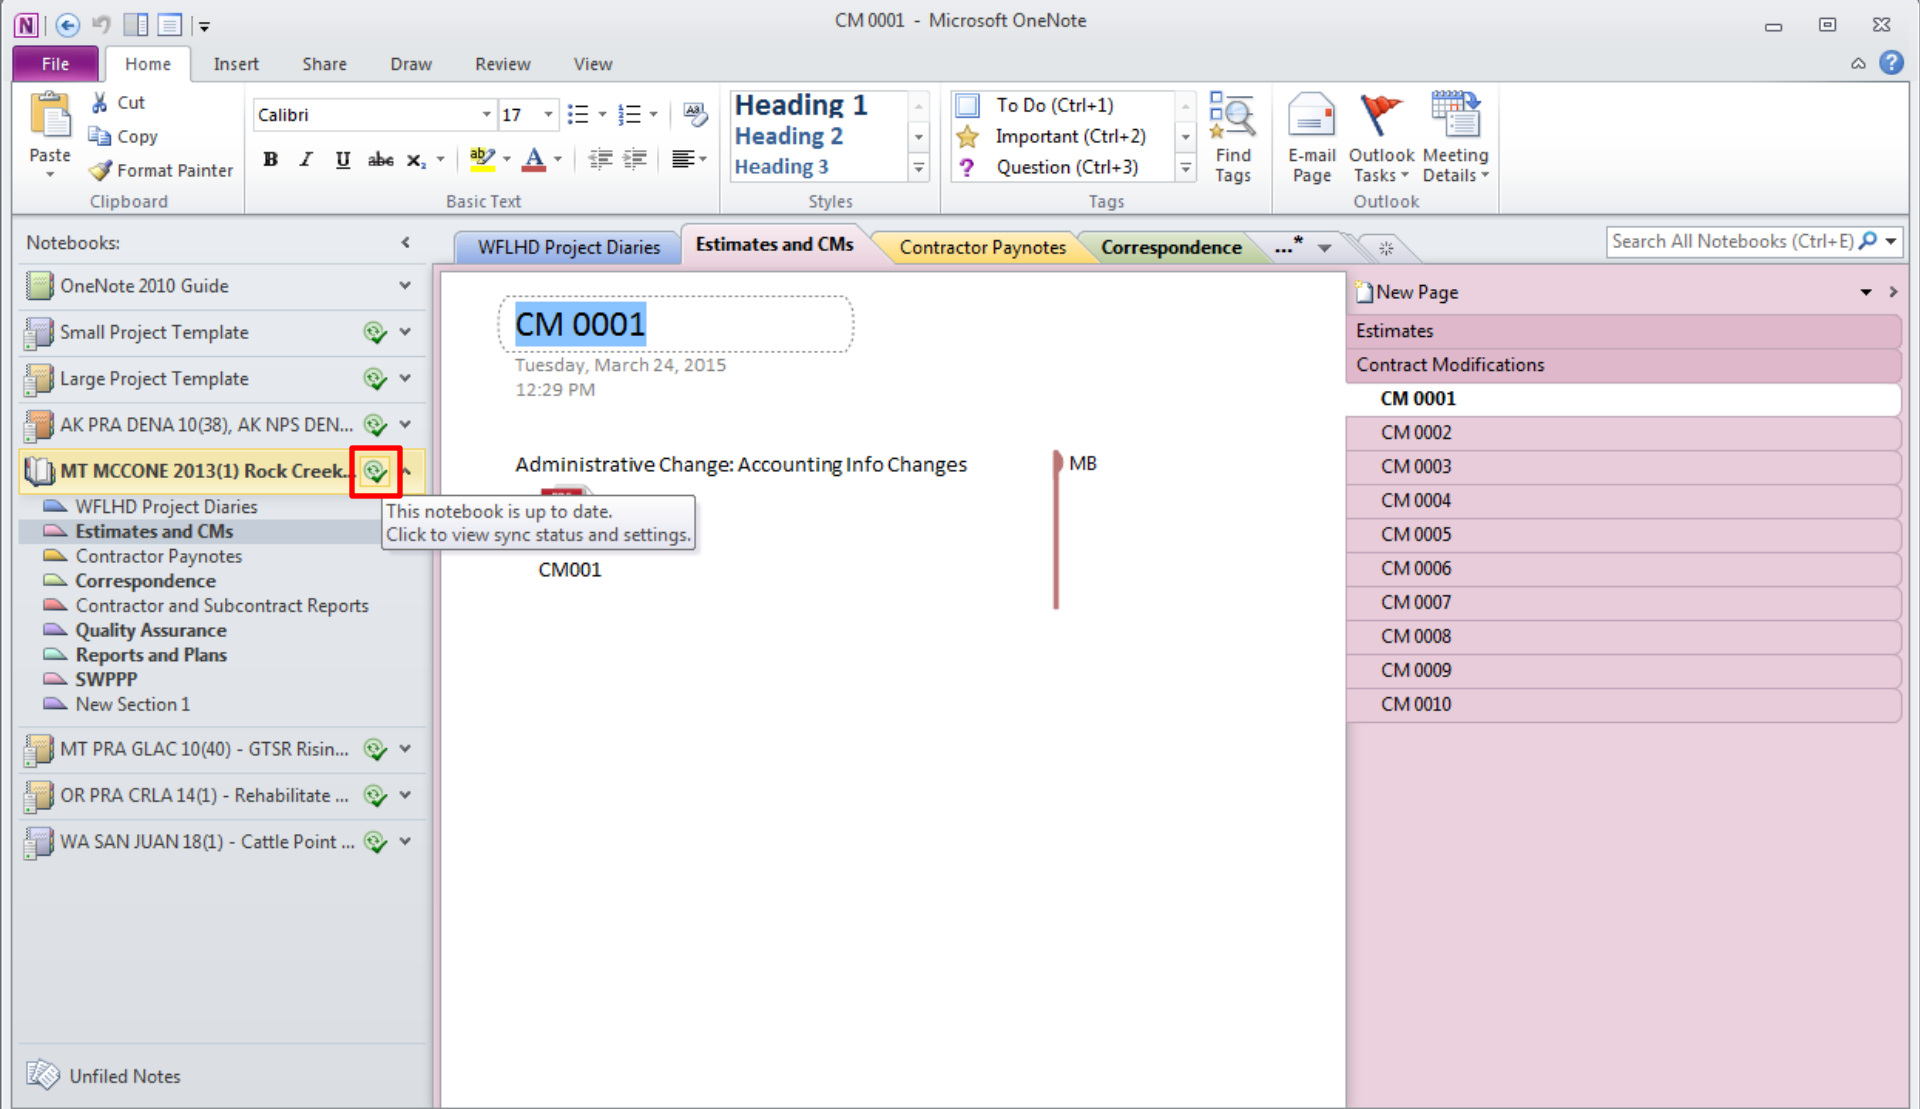 CM 0001 - Microsoft OneNote
File Home Insert Share Draw Review View
Paste
Cut
Copy
Format Painter
Clipboard
Calibri 17
B I U abc X₂ ab A
Basic Text
Heading 1
Heading 2
Heading 3
Styles
To Do (Ctrl+1)
Important (Ctrl+2)
Question (Ctrl+3)
Tags
Find
Tags
E-mail
Page
Outlook
Tasks
Meeting
Details
Outlook
Notebooks:
WFLHD Project Diaries Estimates and CMs Contractor Paynotes Correspondence ...*
Search All Notebooks (Ctrl+E)
OneNote 2010 Guide
Small Project Template
Large Project Template
AK PRA DENA 10(38), AK NPS DEN...
MT MCCONE 2013(1) Rock Creek...
WFLHD Project Diaries
Estimates and CMs
Contractor Paynotes
Correspondence
Contractor and Subcontract Reports
Quality Assurance
Reports and Plans
SWPPP
New Section 1
MT PRA GLAC 10(40) - GTSR Risin...
OR PRA CRLA 14(1) - Rehabilitate ...
WA SAN JUAN 18(1) - Cattle Point ...
Unfiled Notes
This notebook is up to date.
Click to view sync status and settings.
CM 0001
Tuesday, March 24, 2015
12:29 PM
Administrative Change: Accounting Info Changes
MB
CM001
New Page
Estimates
Contract Modifications
CM 0001
CM 0002
CM 0003
CM 0004
CM 0005
CM 0006
CM 0007
CM 0008
CM 0009
CM 0010